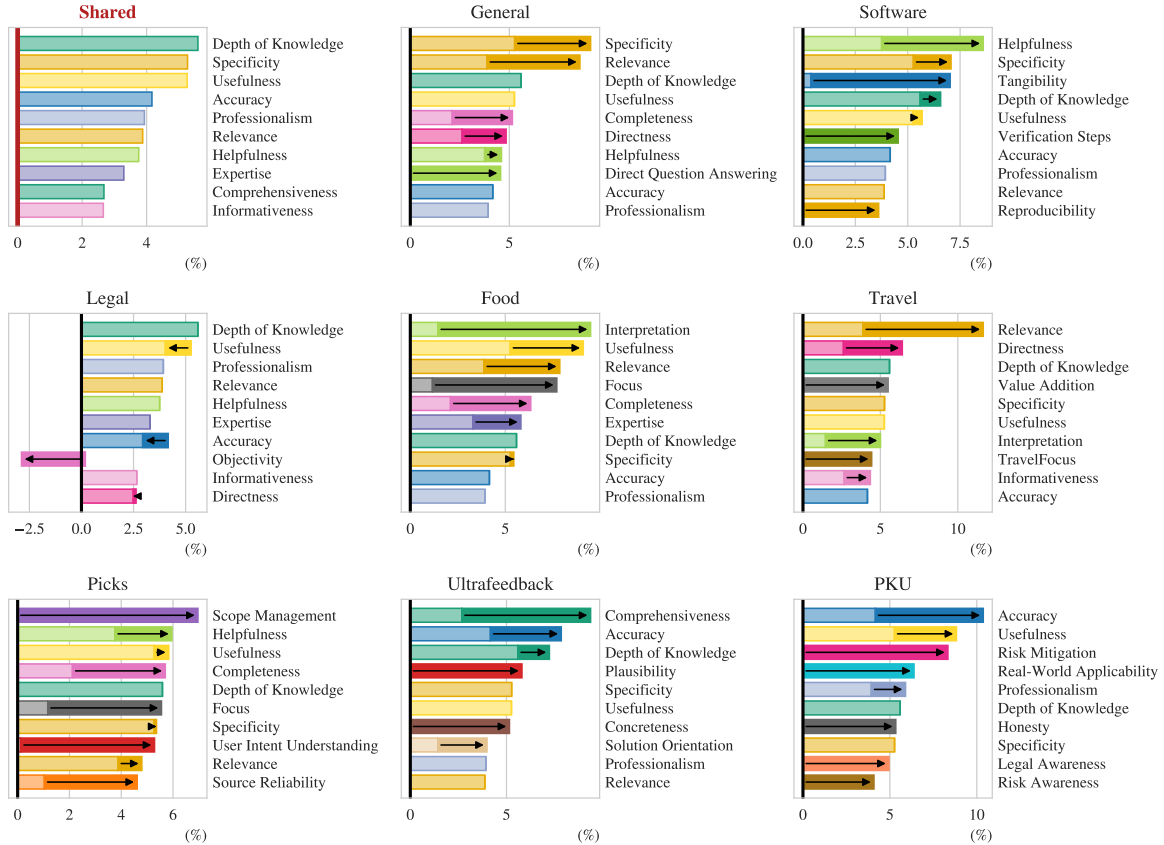 Shared
Depth of Knowledge
Specificity
Usefulness
Accuracy
Professionalism
Relevance
Helpfulness
Expertise
Comprehensiveness
Informativeness
0 2 4
(%)
General
Specificity
Relevance
Depth of Knowledge
Usefulness
Completeness
Directness
Helpfulness
Direct Question Answering
Accuracy
Professionalism
0 5
(%)
Software
Helpfulness
Specificity
Tangibility
Depth of Knowledge
Usefulness
Verification Steps
Accuracy
Professionalism
Relevance
Reproducibility
0.0 2.5 5.0 7.5
(%)
Legal
Depth of Knowledge
Usefulness
Professionalism
Relevance
Helpfulness
Expertise
Accuracy
Objectivity
Informativeness
Directness
−2.5 0.0 2.5 5.0
(%)
Food
Interpretation
Usefulness
Relevance
Focus
Completeness
Expertise
Depth of Knowledge
Specificity
Accuracy
Professionalism
0 5
(%)
Travel
Relevance
Directness
Depth of Knowledge
Value Addition
Specificity
Usefulness
Interpretation
TravelFocus
Informativeness
Accuracy
0 5 10
(%)
Picks
Scope Management
Helpfulness
Usefulness
Completeness
Depth of Knowledge
Focus
Specificity
User Intent Understanding
Relevance
Source Reliability
0 2 4 6
(%)
Ultrafeedback
Comprehensiveness
Accuracy
Depth of Knowledge
Plausibility
Specificity
Usefulness
Concreteness
Solution Orientation
Professionalism
Relevance
0 5
(%)
PKU
Accuracy
Usefulness
Risk Mitigation
Real-World Applicability
Professionalism
Depth of Knowledge
Honesty
Specificity
Legal Awareness
Risk Awareness
0 5 10
(%)